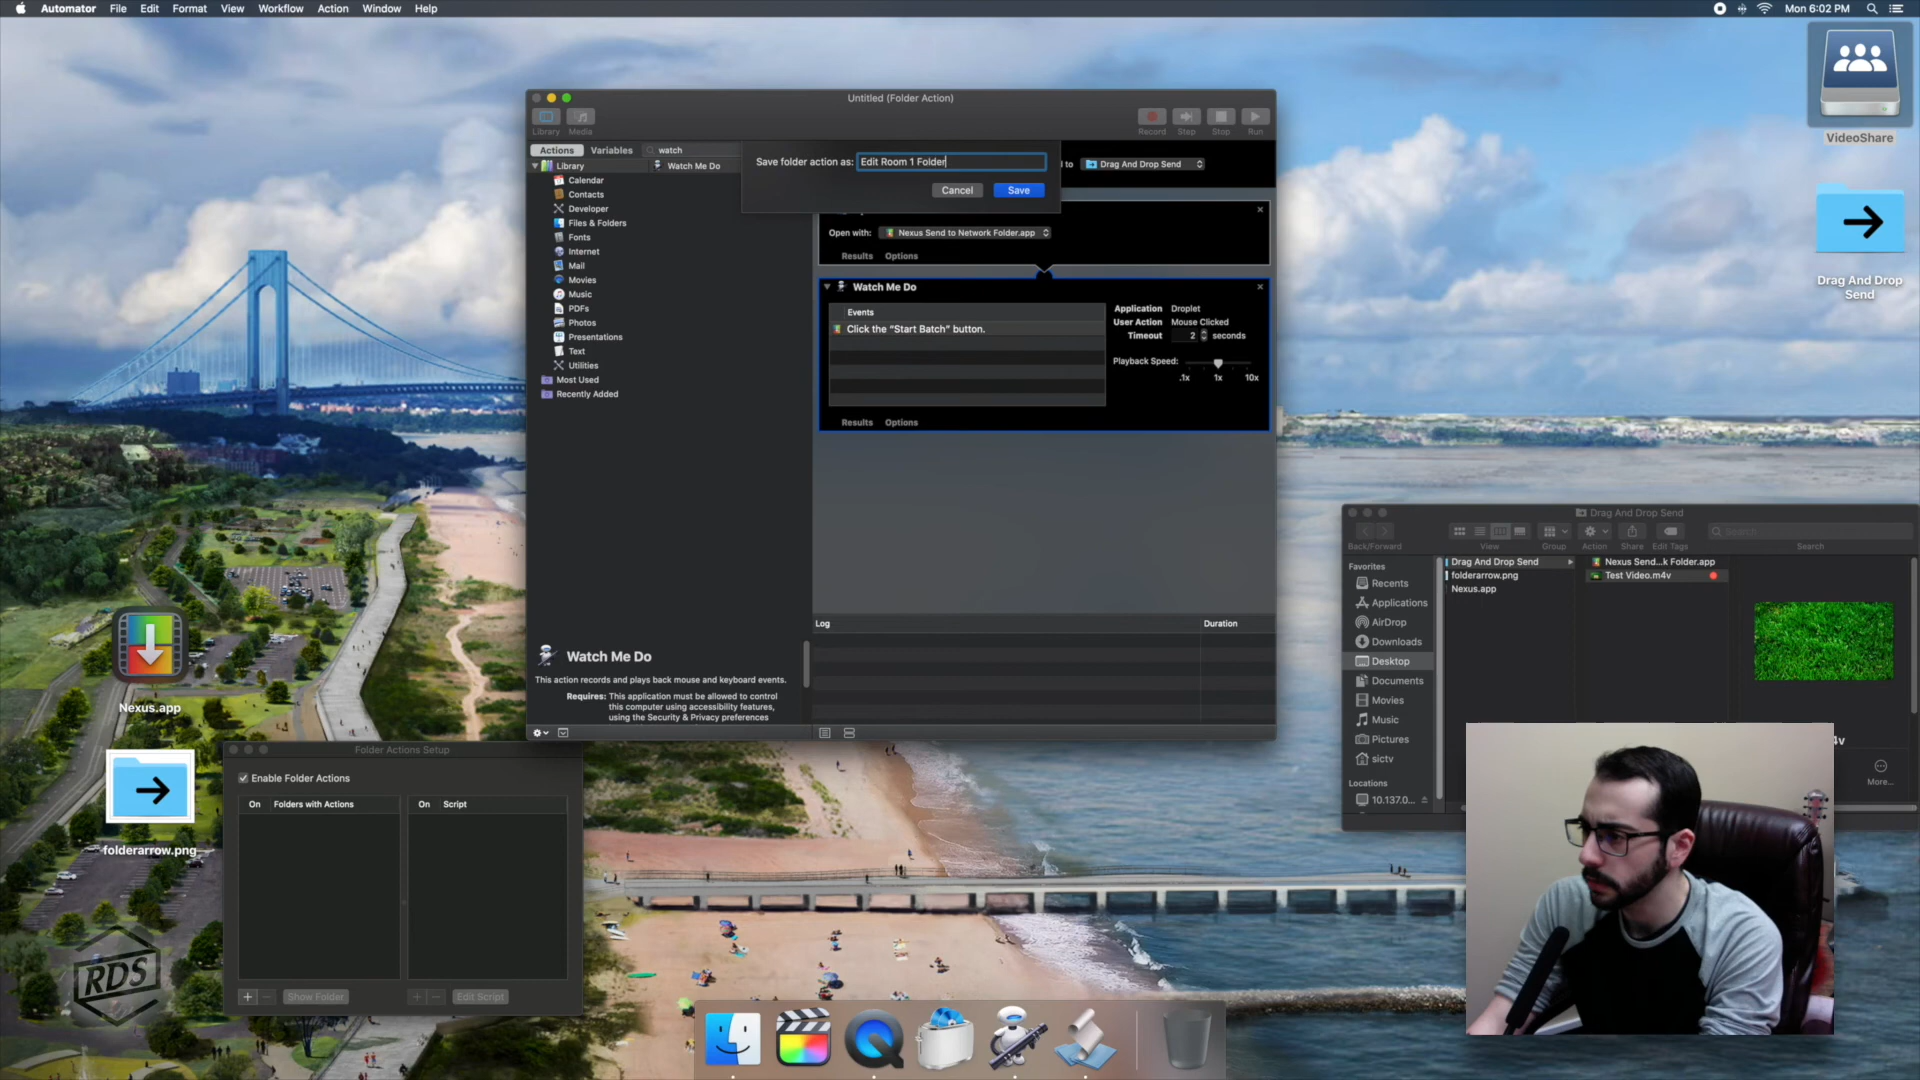 Automator File Edit Format View Workflow Action Window Help
Mon 6:02 PM
VideoShare
Drag And Drop
Send
Untitled (Folder Action)
Library Media
Record Step Stop Run
Actions Variables watch
Library
Calendar
Contacts
Developer
Files & Folders
Fonts
Internet
Mail
Movies
Music
PDFs
Photos
Presentations
Text
Utilities
Most Used
Recently Added
Watch Me Do
Save folder action as: Edit Room 1 Folder
Cancel Save
to Drag And Drop Send
Open with: Nexus Send to Network Folder.app
Results Options
Watch Me Do
Events
Click the “Start Batch” button.
Application Droplet
User Action Mouse Clicked
Timeout 2 seconds
Playback Speed:
.1x 1x 10x
Results Options
Log Duration
Watch Me Do
This action records and plays back mouse and keyboard events.
Requires: This application must be allowed to control
this computer using accessibility features,
using the Security & Privacy preferences
Drag And Drop Send
Search
Back/Forward View Group Action Share Edit Tags Search
Favorites
Recents
Applications
AirDrop
Downloads
Desktop
Documents
Movies
Music
Pictures
sictv
Locations
10.137.0...
Drag And Drop Send
folderarrow.png
Nexus.app
Nexus Send...k Folder.app
Test Video.m4v
4v
More...
Nexus.app
folderarrow.png
Folder Actions Setup
Enable Folder Actions
On Folders with Actions
On Script
Show Folder
Edit Script
RDS